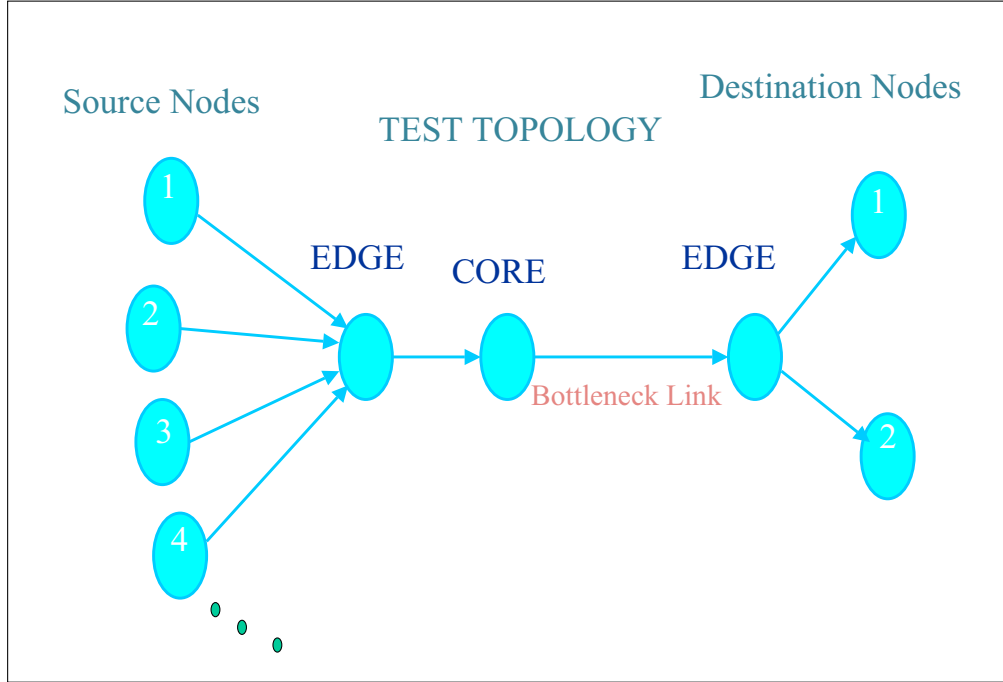 Source Nodes
Destination Nodes
TEST TOPOLOGY
1
1
EDGE
CORE
EDGE
2
Bottleneck Link
3
2
4